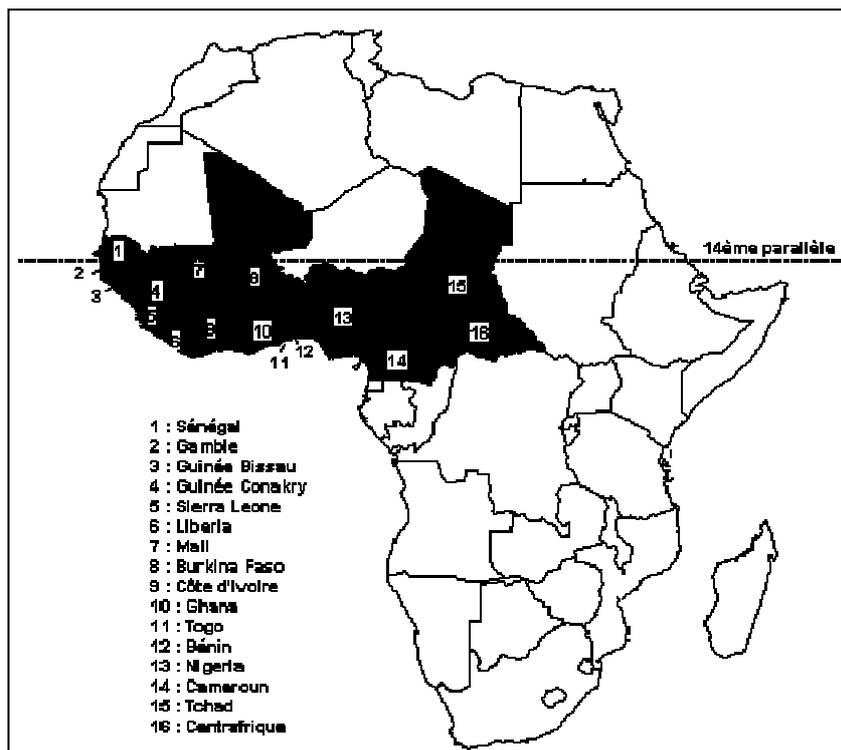 14ème parallèle
1
2
7
8
3
4
15
5
13
6
9
10
16
11
12
14
1 : Sénégal
2 : Gambie
3 : Guinée Bissau
4 : Guinée Conakry
5 : Sierra Leone
6 : Liberia
7 : Mali
8 : Burkina Faso
9 : Côte d'Ivoire
10 : Ghana
11 : Togo
12 : Bénin
13 : Nigeria
14 : Cameroun
15 : Tchad
16 : Centrafrique